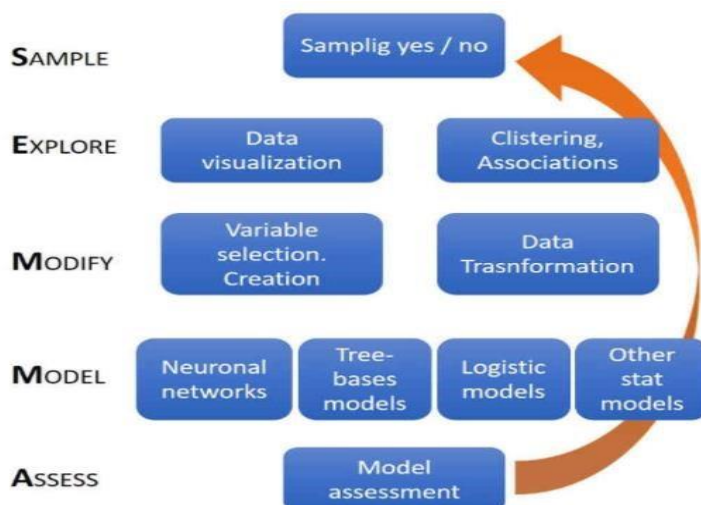 SAMPLE
Samplig yes / no
EXPLORE
Data
visualization
Clistering,
Associations
MODIFY
Variable
selection.
Creation
Data
Trasnformation
MODEL
Neuronal
networks
Tree-
bases
models
Logistic
models
Other
stat
models
ASSESS
Model
assessment